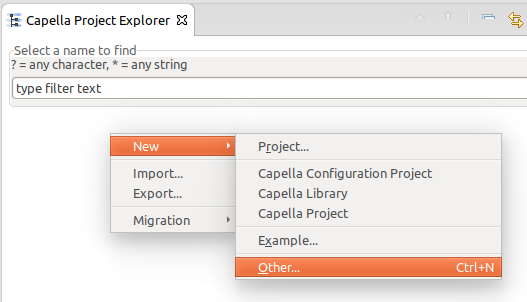 Capella Project Explorer
Select a name to find
? = any character, * = any string
type filter text
New
Import...
Export...
Migration
Project...
Capella Configuration Project
Capella Library
Capella Project
Example...
Other... Ctrl+N